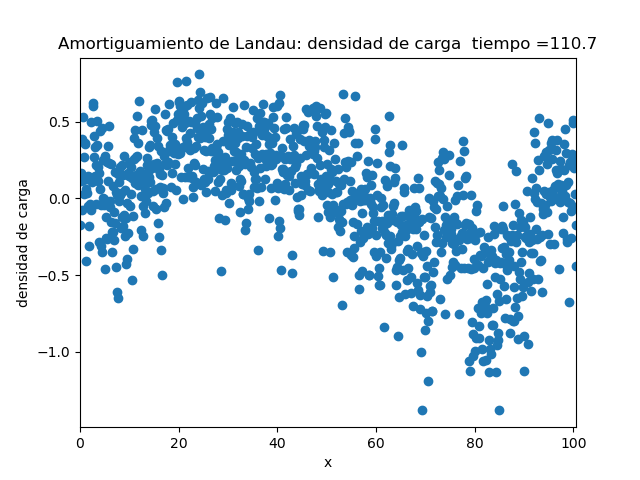 Amortiguamiento de Landau: densidad de carga  tiempo =110.7
densidad de carga
0.5
0.0
−0.5
−1.0
0 20 40 60 80 100
x